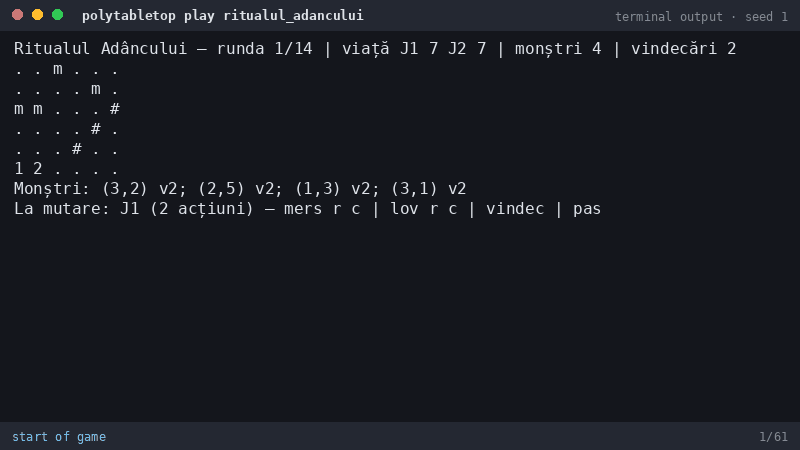 polytabletop play ritualul_adancului
terminal output · seed 1
Ritualul Adâncului — runda 1/14 | viață J1 7 J2 7 | monștri 4 | vindecări 2
. . m . . .
. . . . m .
m m . . . #
. . . . # .
. . . # . .
1 2 . . . .
Monștri: (3,2) v2; (2,5) v2; (1,3) v2; (3,1) v2
La mutare: J1 (2 acțiuni) — mers r c | lov r c | vindec | pas
start of game
1/61